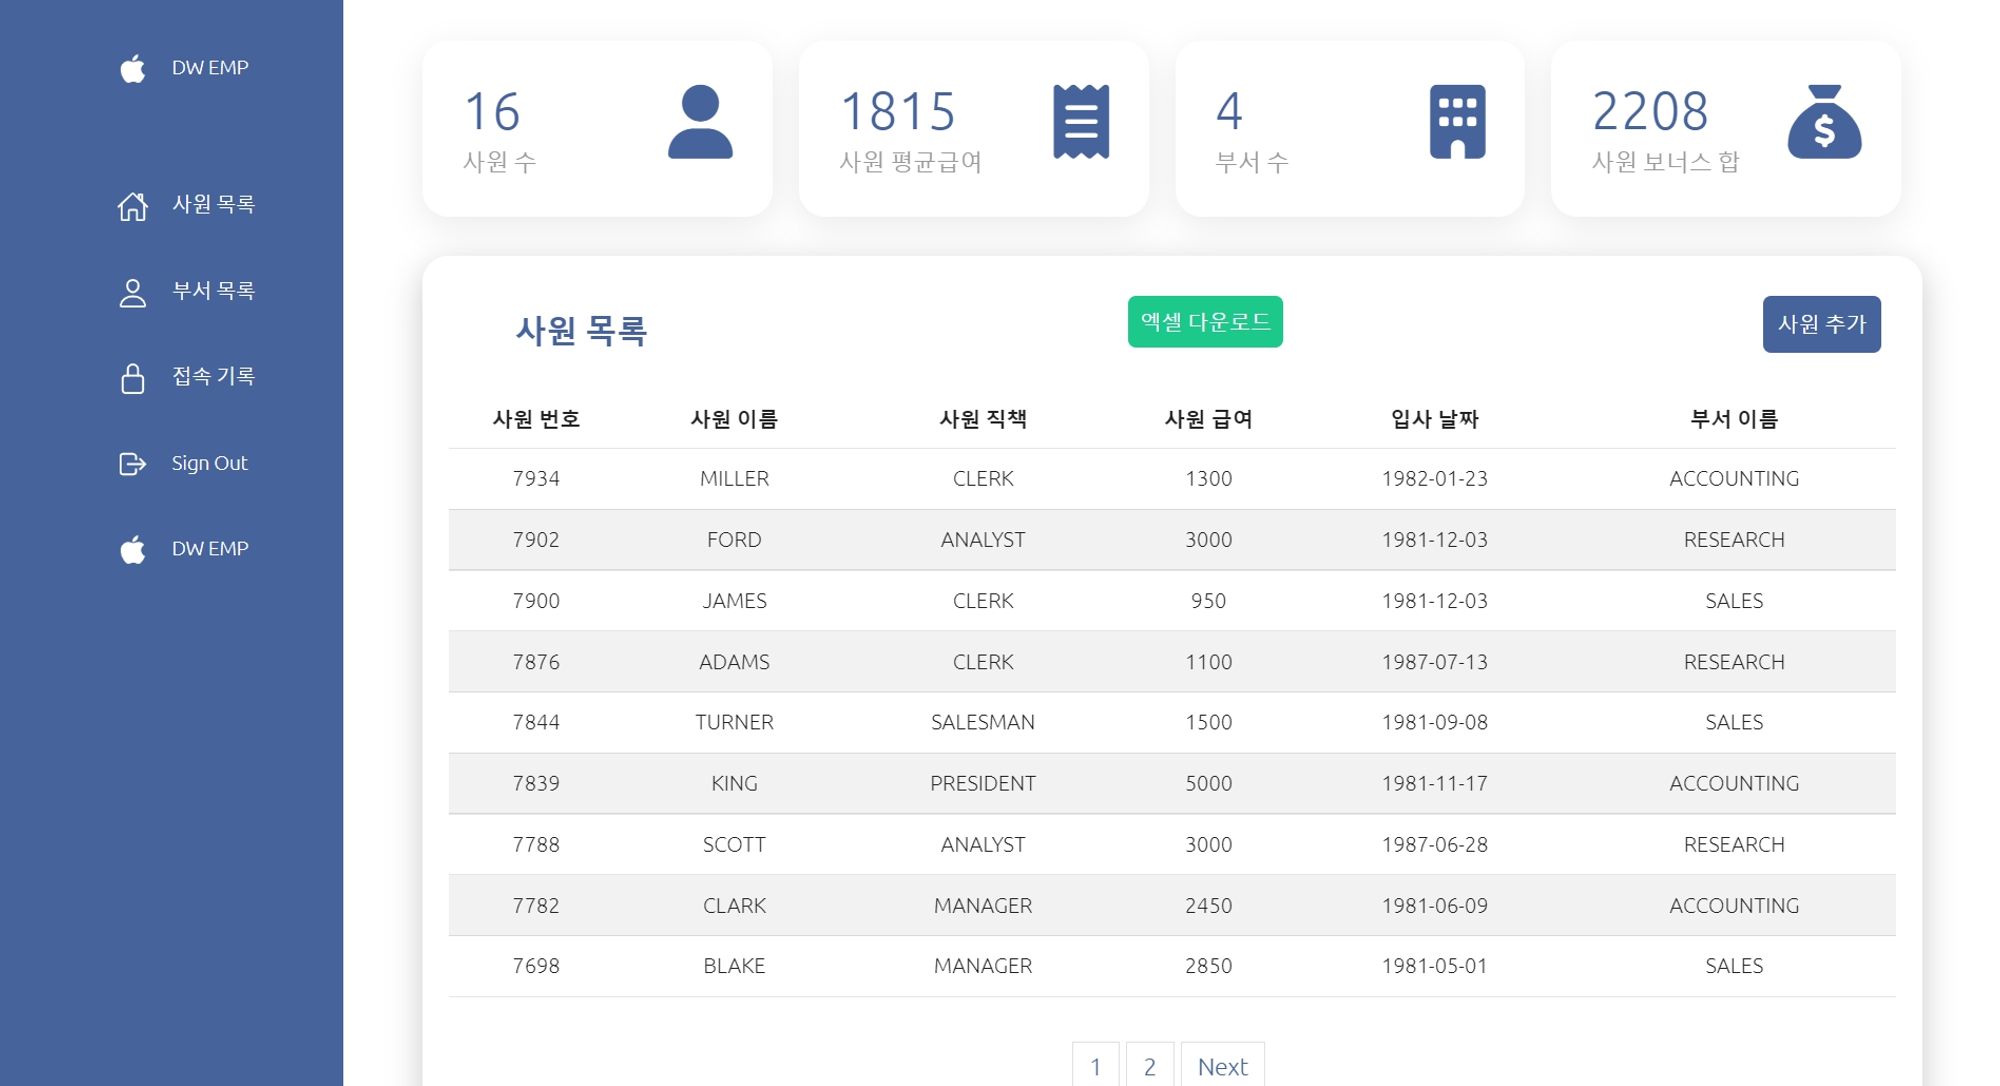 DW EMP
사원 목록
부서 목록
접속 기록
Sign Out
DW EMP
16
사원 수
1815
사원 평균급여
4
부서 수
2208
사원 보너스 합
사원 목록
엑셀 다운로드
사원 추가
사원 번호 사원 이름 사원 직책 사원 급여 입사 날짜 부서 이름
7934 MILLER CLERK 1300 1982-01-23 ACCOUNTING
7902 FORD ANALYST 3000 1981-12-03 RESEARCH
7900 JAMES CLERK 950 1981-12-03 SALES
7876 ADAMS CLERK 1100 1987-07-13 RESEARCH
7844 TURNER SALESMAN 1500 1981-09-08 SALES
7839 KING PRESIDENT 5000 1981-11-17 ACCOUNTING
7788 SCOTT ANALYST 3000 1987-06-28 RESEARCH
7782 CLARK MANAGER 2450 1981-06-09 ACCOUNTING
7698 BLAKE MANAGER 2850 1981-05-01 SALES
1 2 Next